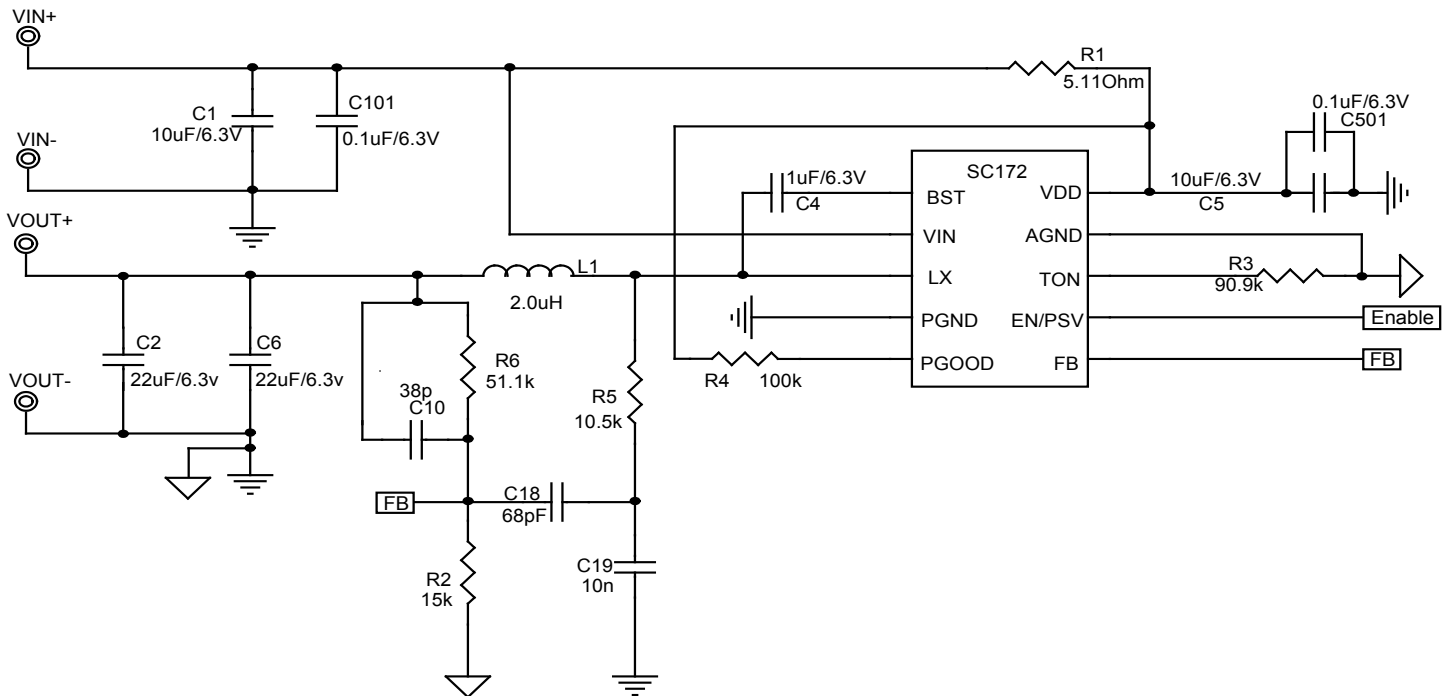 VIN+
R1
5.11Ohm
C1
10uF/6.3V
C101
0.1uF/6.3V
0.1uF/6.3V
C501
VIN-
SC172
1uF/6.3V
C4
BST
VDD
10uF/6.3V
C5
VOUT+
VIN
AGND
L1
2.0uH
LX
TON
R3
90.9k
PGND
EN/PSV
Enable
C2
22uF/6.3v
C6
22uF/6.3v
R6
51.1k
R4
100k
PGOOD
FB
FB
VOUT-
38p
C10
R5
10.5k
FB
C18
68pF
R2
15k
C19
10n